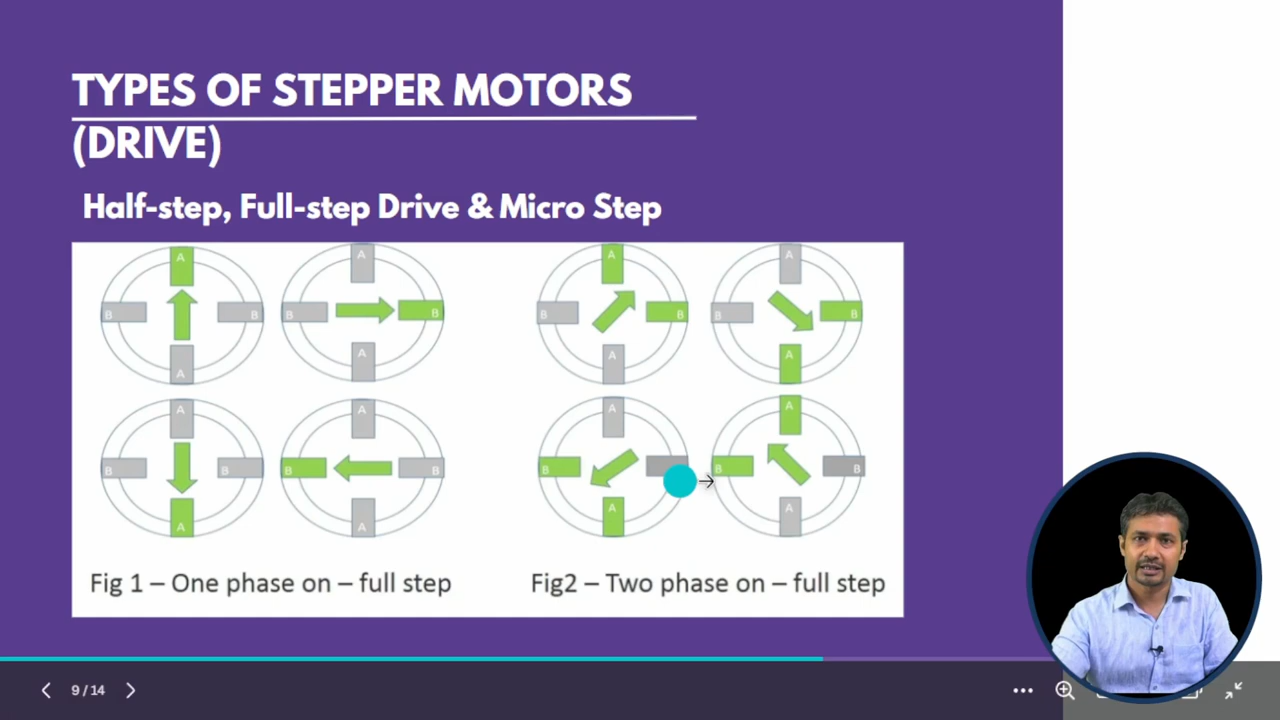 TYPES OF STEPPER MOTORS
(DRIVE)
Half-step, Full-step Drive & Micro Step
A
A
A
A
B
B
B
B
B
B
B
A
A
A
A
A
A
A
A
B
B
B
B
B
B
B
A
A
A
A
Fig 1 – One phase on – full step
Fig2 – Two phase on – full step
9 / 14